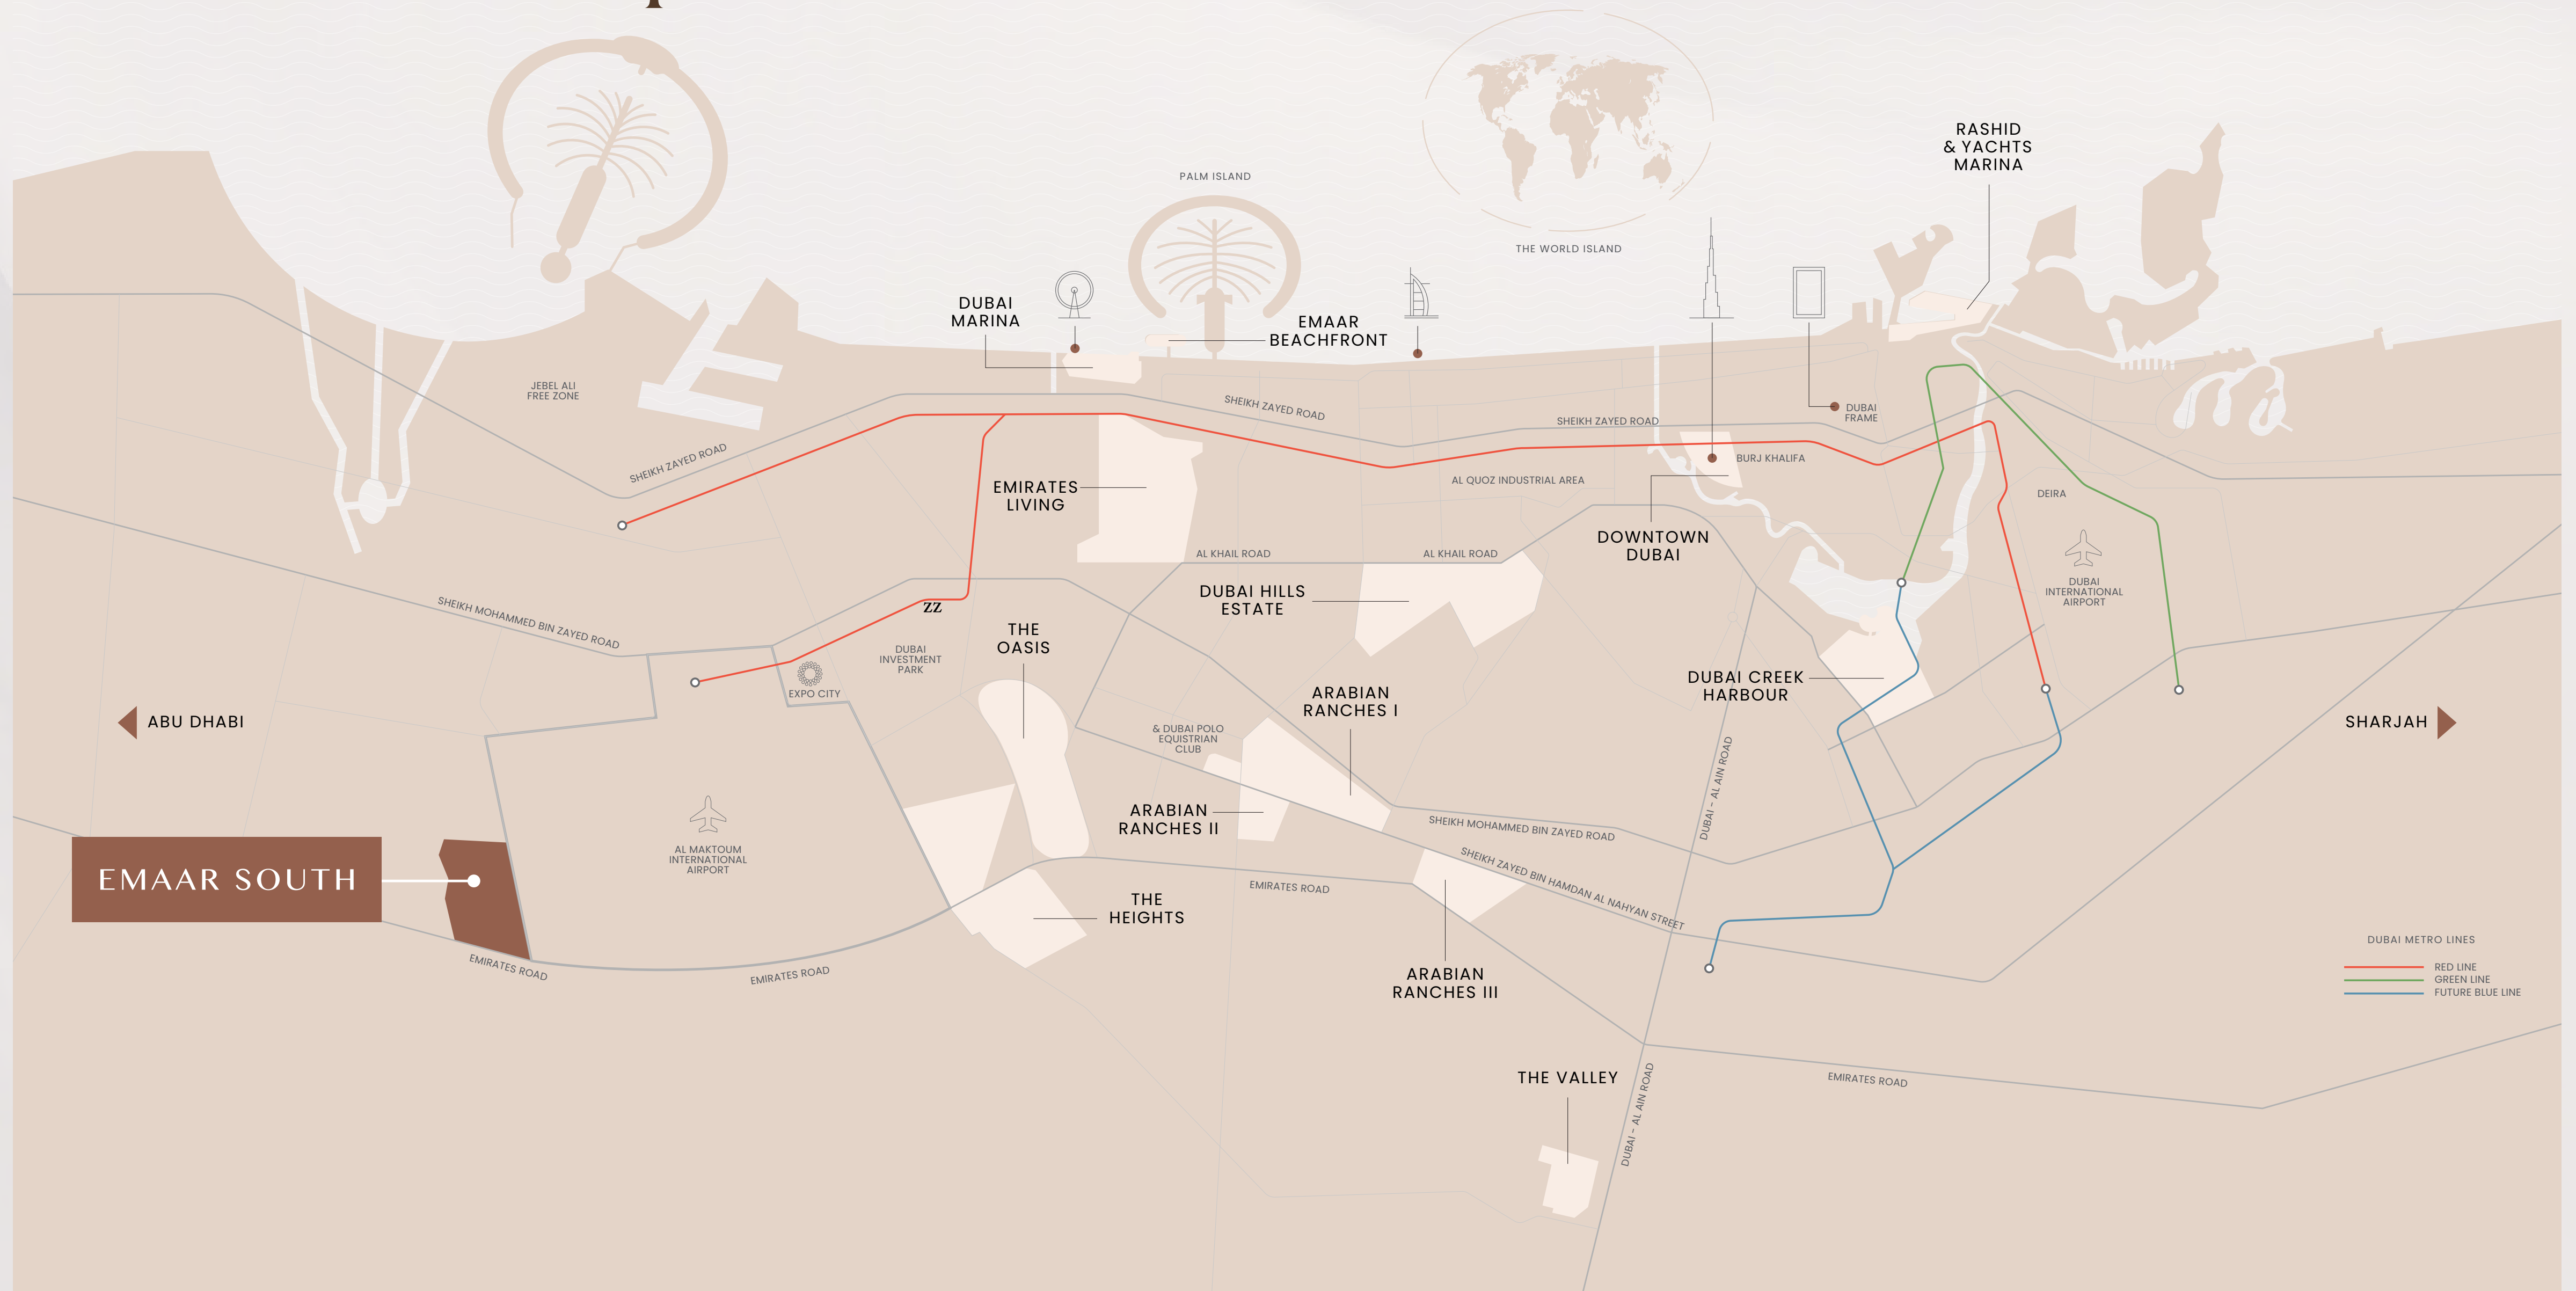 RASHID
& YACHTS
MARINA
PALM ISLAND
THE WORLD ISLAND
DUBAI
MARINA
EMAAR
BEACHFRONT
JEBEL ALI
FREE ZONE
SHEIKH ZAYED ROAD
SHEIKH ZAYED ROAD
SHEIKH ZAYED ROAD
DUBAI
FRAME
BURJ KHALIFA
EMIRATES
LIVING
AL QUOZ INDUSTRIAL AREA
DEIRA
DOWNTOWN
DUBAI
AL KHAIL ROAD
AL KHAIL ROAD
DUBAI HILLS
ESTATE
DUBAI
INTERNATIONAL
AIRPORT
SHEIKH MOHAMMED BIN ZAYED ROAD
ZZ
THE
OASIS
DUBAI
INVESTMENT
PARK
EXPO CITY
DUBAI CREEK
HARBOUR
ARABIAN
RANCHES I
ABU DHABI
SHARJAH
& DUBAI POLO
EQUISTRIAN
CLUB
DUBAI - AL AIN ROAD
ARABIAN
RANCHES II
SHEIKH MOHAMMED BIN ZAYED ROAD
AL MAKTOUM
INTERNATIONAL
AIRPORT
EMAAR SOUTH
SHEIKH ZAYED BIN HAMDAN AL NAHYAN STREET
EMIRATES ROAD
THE
HEIGHTS
EMIRATES ROAD
EMIRATES ROAD
ARABIAN
RANCHES III
DUBAI METRO LINES
RED LINE
GREEN LINE
FUTURE BLUE LINE
THE VALLEY
DUBAI - AL AIN ROAD
EMIRATES ROAD